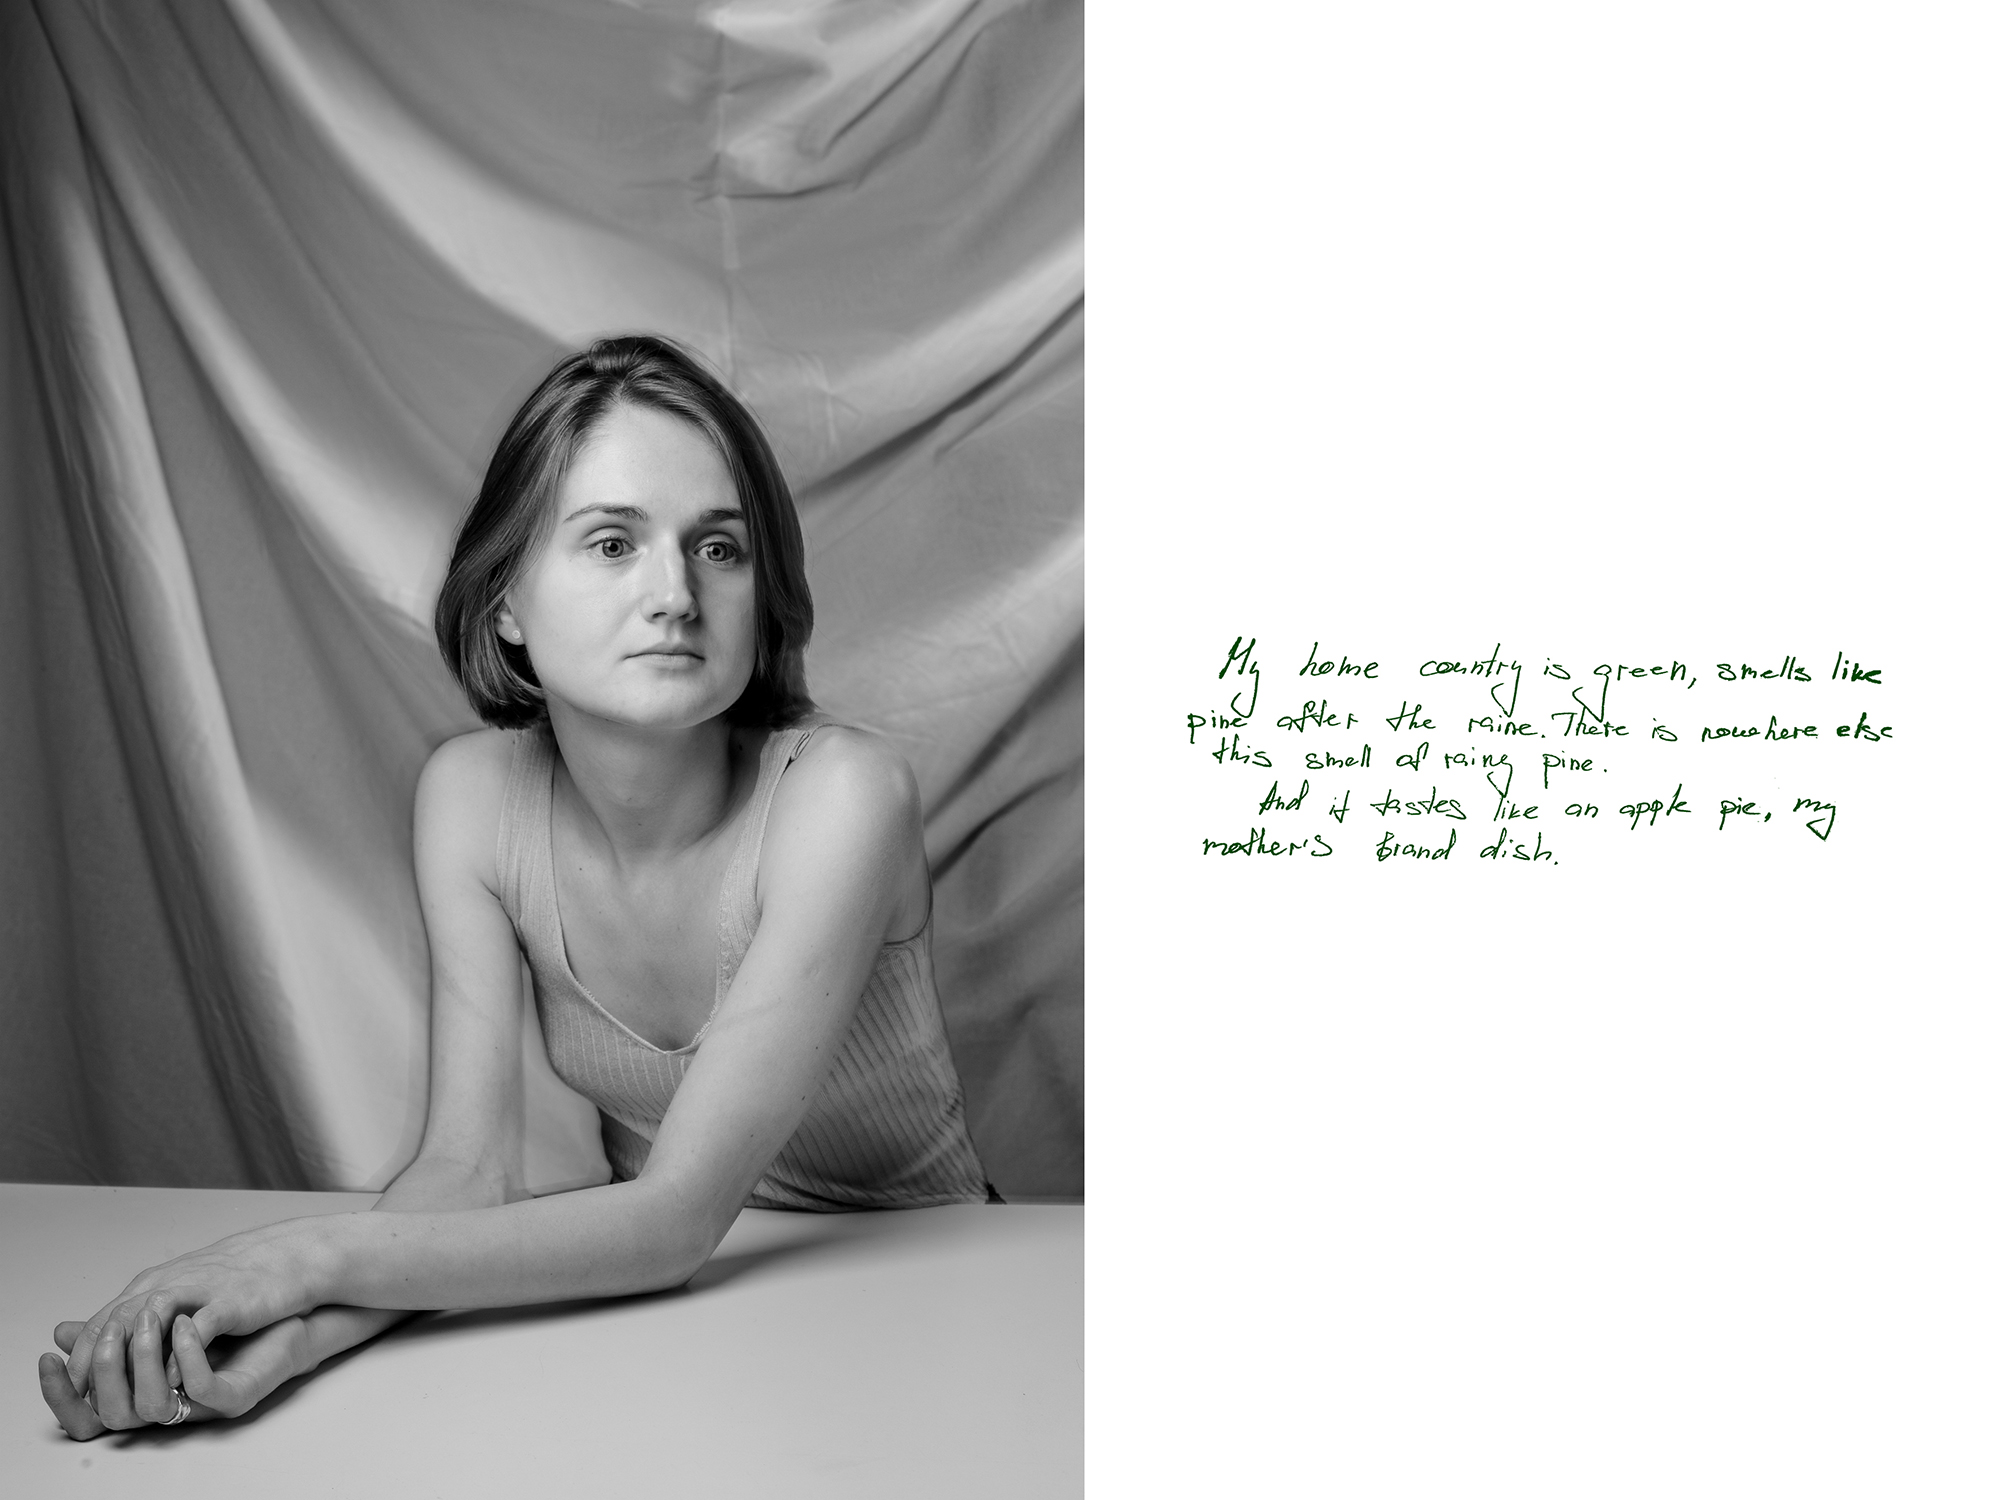 My home country is green, smells like
pine after the raine. There is nowhere else
this smell of rainy pine.
And it tastes like an apple pie, my
mother's brand dish.